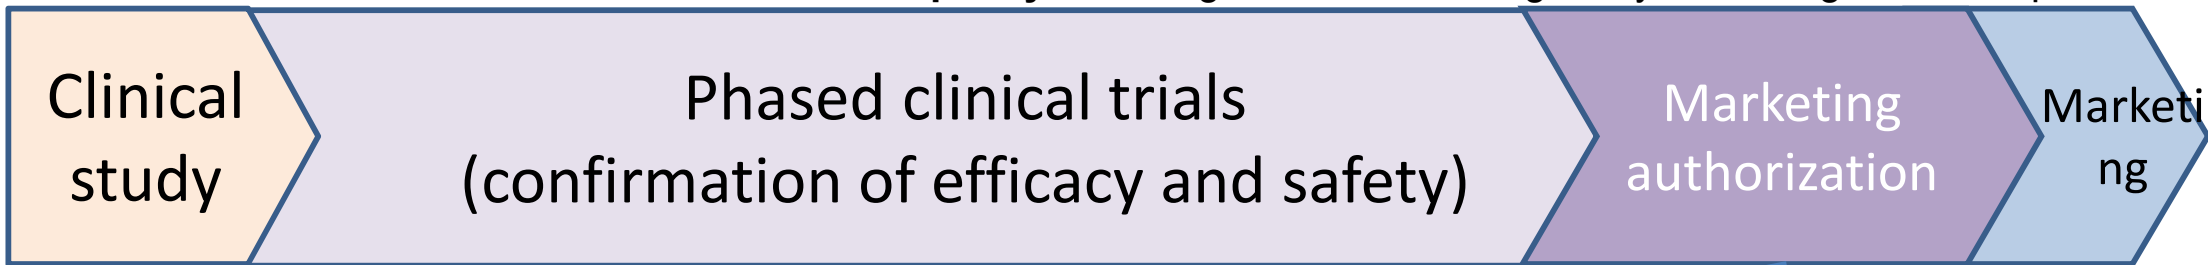 Clinical
study
Phased clinical trials
(confirmation of efficacy and safety)
Marketing
authorization
Marketi
ng